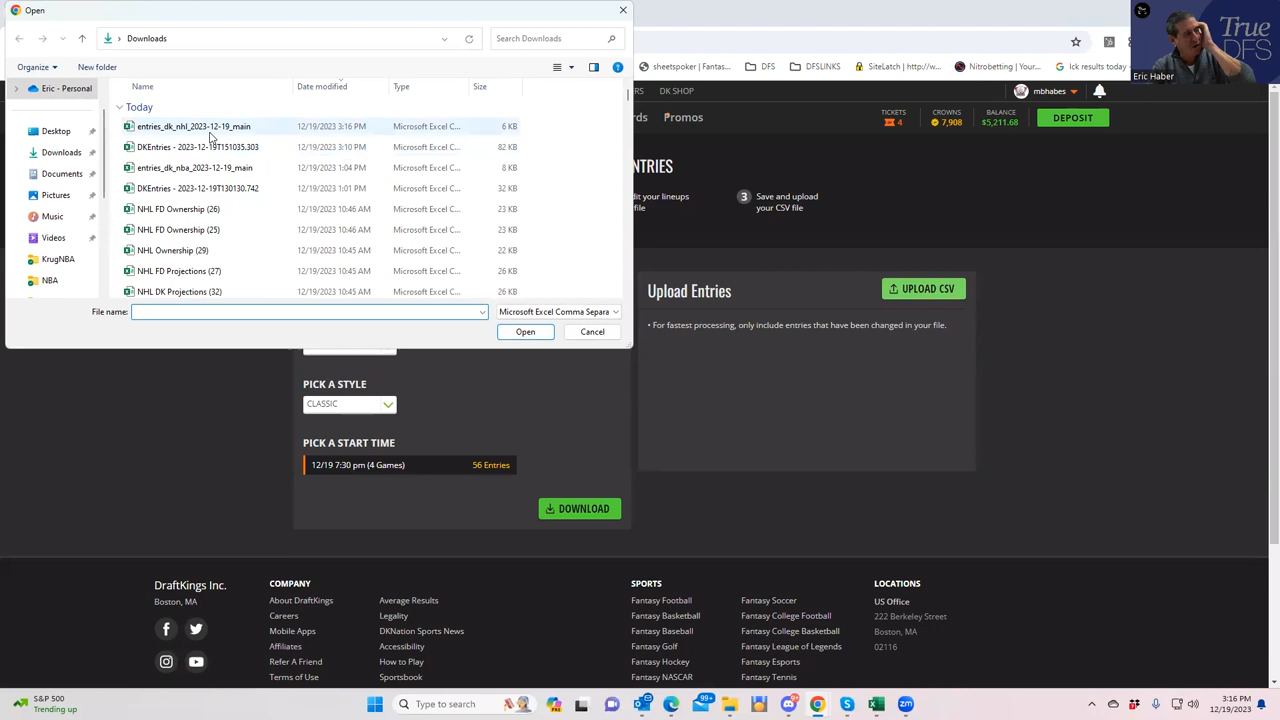 Open
Downloads
Search Downloads
Organize
New folder
Eric - Personal
Desktop
Downloads
Documents
Pictures
Music
Videos
KrugNBA
NBA
Name
Date modified
Type
Size
Today
entries_dk_nhl_2023-12-19_main 12/19/2023 3:16 PM Microsoft Excel C... 6 KB
DKEntries - 2023-12-19T151035.303 12/19/2023 3:10 PM Microsoft Excel C... 82 KB
entries_dk_nba_2023-12-19_main 12/19/2023 1:04 PM Microsoft Excel C... 8 KB
DKEntries - 2023-12-19T130130.742 12/19/2023 1:01 PM Microsoft Excel C... 32 KB
NHL FD Ownership (26) 12/19/2023 10:46 AM Microsoft Excel C... 23 KB
NHL FD Ownership (25) 12/19/2023 10:46 AM Microsoft Excel C... 23 KB
NHL Ownership (29) 12/19/2023 10:45 AM Microsoft Excel C... 22 KB
NHL FD Projections (27) 12/19/2023 10:45 AM Microsoft Excel C... 26 KB
NHL DK Projections (32) 12/19/2023 10:45 AM Microsoft Excel C... 26 KB
File name:
Microsoft Excel Comma Separa
Open
Cancel
True
DFS
Eric Haber
sheetspoker | http://...
DFS
DFSLINKS
SiteLatch | http://w...
Nitrobetting | Your...
Ick results today
DK SHOP
mbhabes
Promos
TICKETS
4
CROWNS
7,908
BALANCE
$5,211.68
DEPOSIT
3
Save and upload
your CSV file
Upload Entries
UPLOAD CSV
• For fastest processing, only include entries that have been changed in your file.
PICK A STYLE
CLASSIC
PICK A START TIME
12/19 7:30 pm (4 Games) 56 Entries
DOWNLOAD
DraftKings Inc.
Boston, MA
COMPANY
About DraftKings
Careers
Mobile Apps
Affiliates
Refer A Friend
Terms of Use
Average Results
Legality
DKNation Sports News
Accessibility
How to Play
Sportsbook
SPORTS
Fantasy Football
Fantasy Basketball
Fantasy Baseball
Fantasy Golf
Fantasy Hockey
Fantasy NASCAR
Fantasy Soccer
Fantasy College Football
Fantasy College Basketball
Fantasy League of Legends
Fantasy Esports
Fantasy Tennis
LOCATIONS
US Office
222 Berkeley Street
Boston, MA
02116
S&P 500
Trending up
Type to search
99+
3:16 PM
12/19/2023